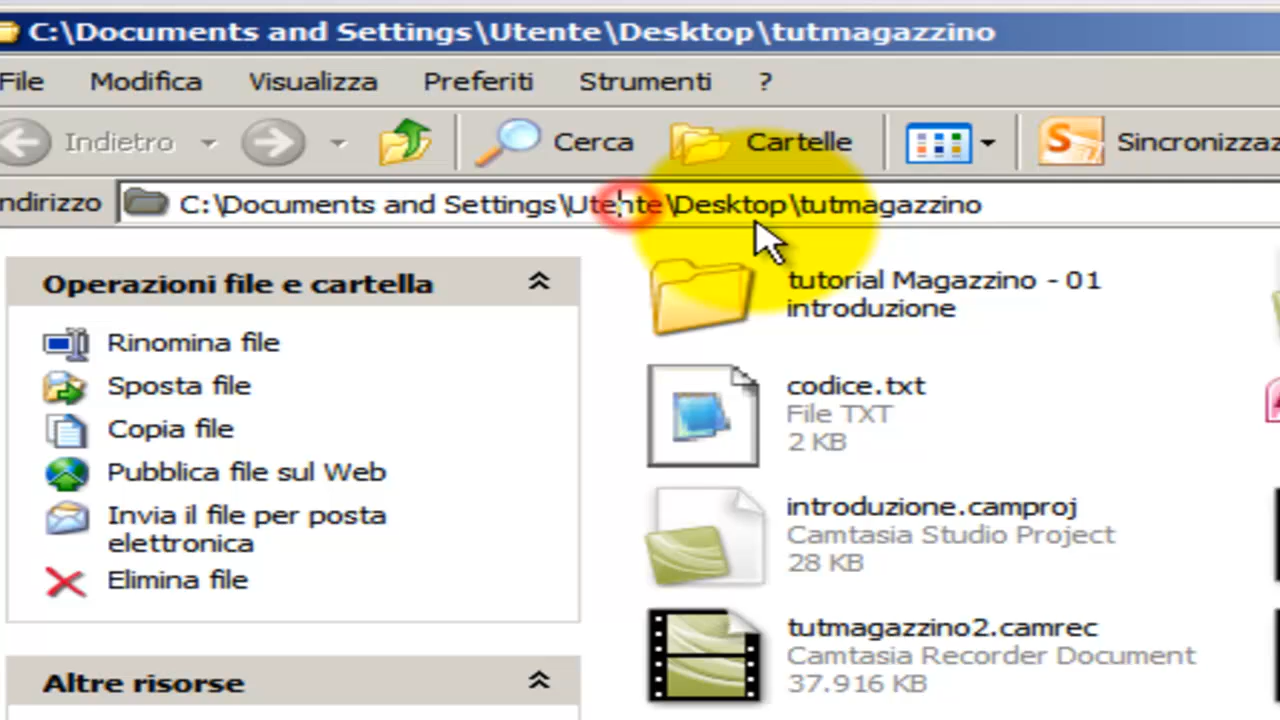 C:\Documents and Settings\Utente\Desktop\tutmagazzino
File Modifica Visualizza Preferiti Strumenti ?
Indietro Cerca Cartelle Sincronizzaz
ndirizzo C:\Documents and Settings\Utente\Desktop\tutmagazzino
Operazioni file e cartella
Rinomina file
Sposta file
Copia file
Pubblica file sul Web
Invia il file per posta
elettronica
Elimina file
Altre risorse
tutorial Magazzino - 01
introduzione
codice.txt
File TXT
2 KB
introduzione.camproj
Camtasia Studio Project
28 KB
tutmagazzino2.camrec
Camtasia Recorder Document
37.916 KB